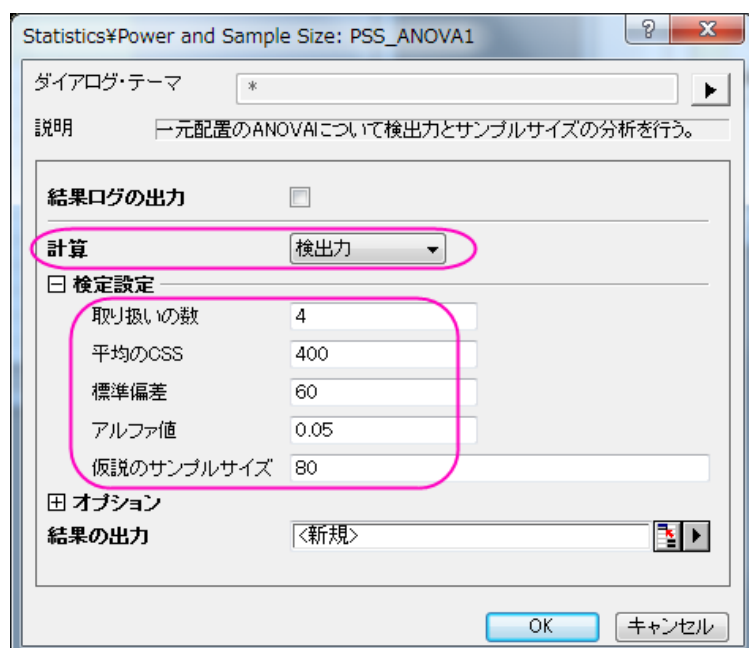 Statistics¥Power and Sample Size: PSS_ANOVA1
ダイアログ・テーマ *
説明 一元配置のANOVAについて検出力とサンプルサイズの分析を行う。
結果ログの出力
計算 検出力
検定設定
取り扱いの数 4
平均のCSS 400
標準偏差 60
アルファ値 0.05
仮説のサンプルサイズ 80
オプション
結果の出力 <新規>
OK キャンセル